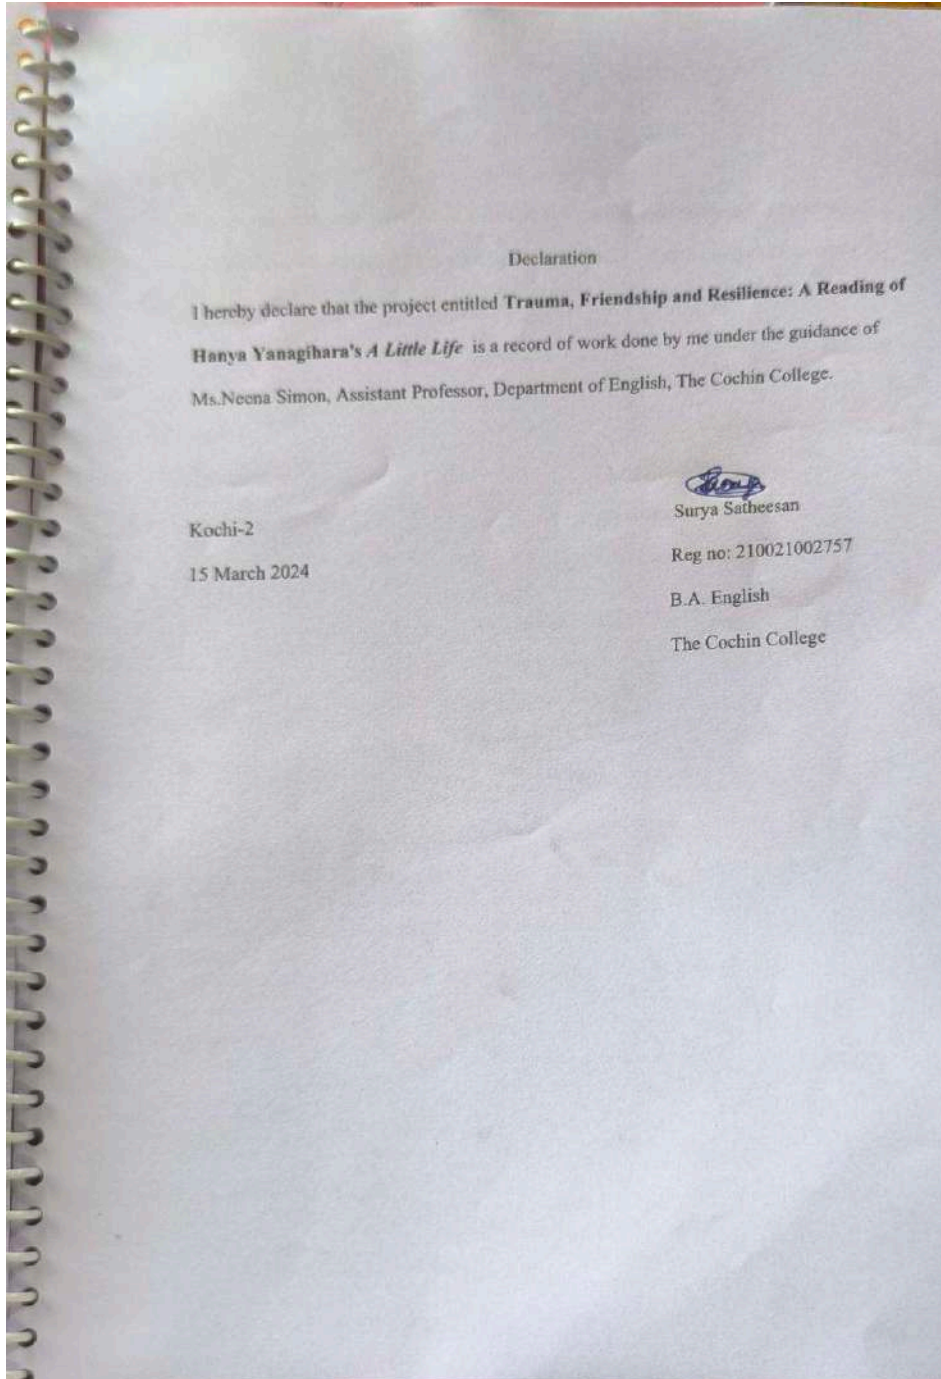 Declaration
I hereby declare that the project entitled Trauma, Friendship and Resilience: A Reading of
Hanya Yanagihara's A Little Life is a record of work done by me under the guidance of
Ms.Neena Simon, Assistant Professor, Department of English, The Cochin College.
Surya Satheesan
Kochi-2
Reg no: 210021002757
15 March 2024
B.A. English
The Cochin College